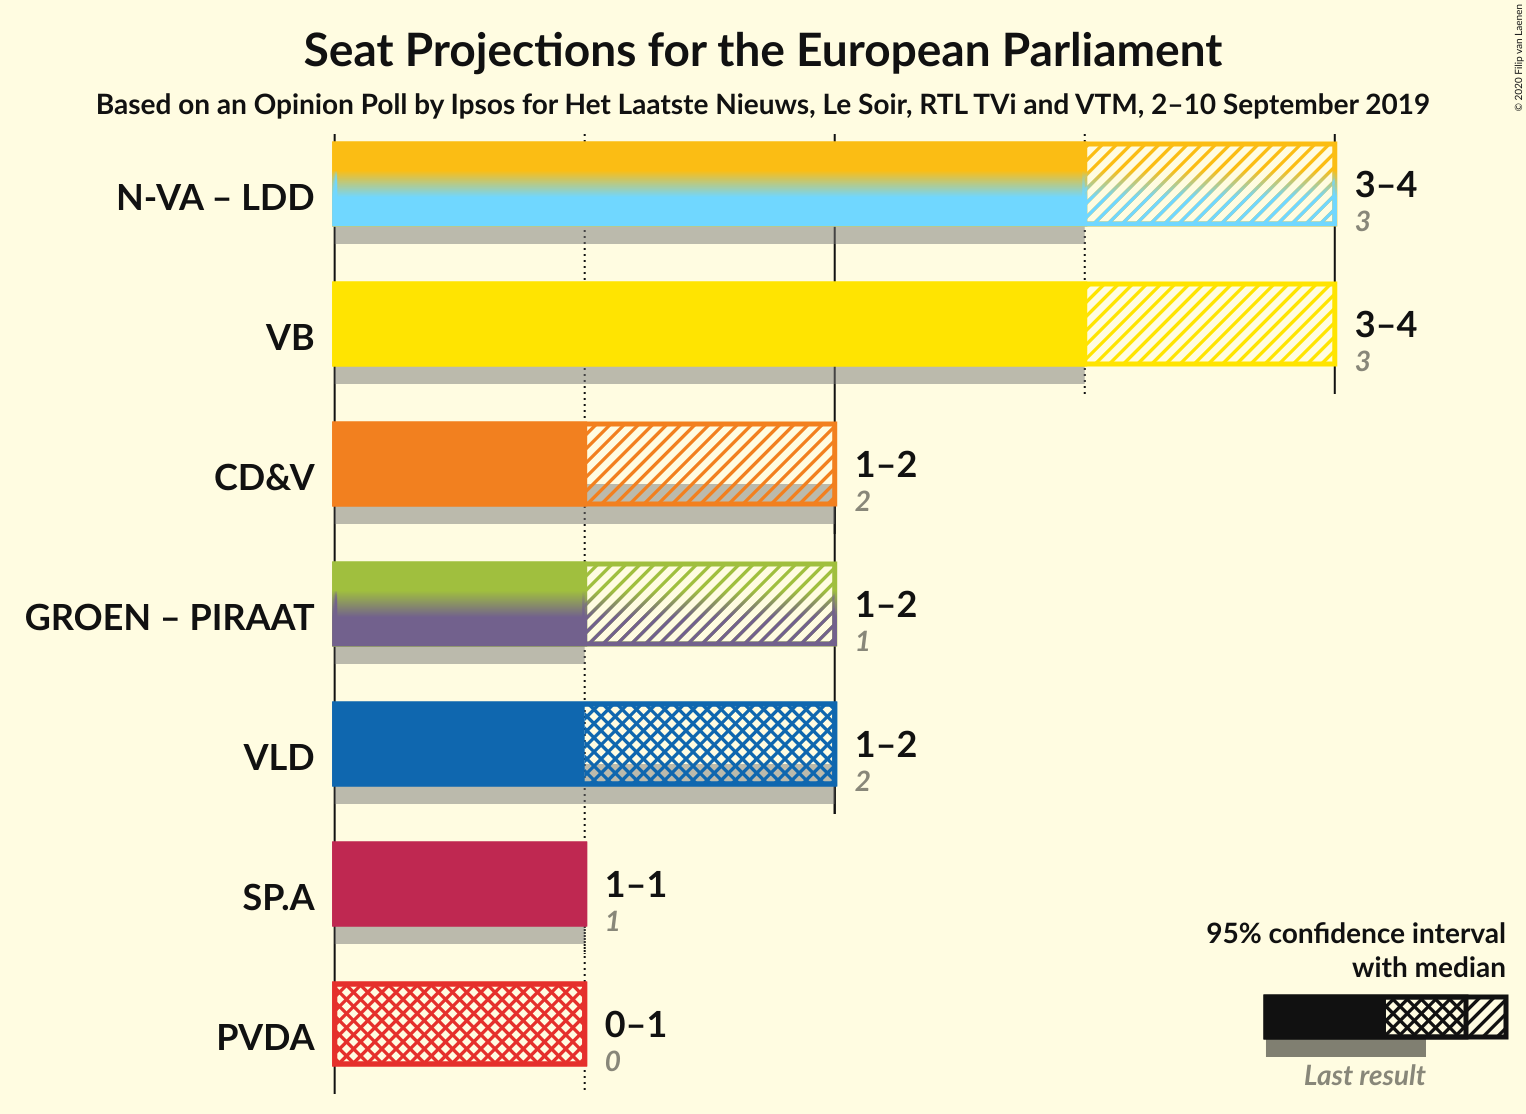 Seat Projections for the European Parliament
Based on an Opinion Poll by Ipsos for Het Laatste Nieuws, Le Soir, RTL TVi and VTM, 2–10 September 2019
© 2020 Filip van Laenen
N-VA – LDD
3–4
3
VB
3–4
3
CD&V
1–2
2
GROEN – PIRAAT
1–2
1
VLD
1–2
2
SP.A
1–1
1
PVDA
0–1
0
95% confidence interval
with median
Last result